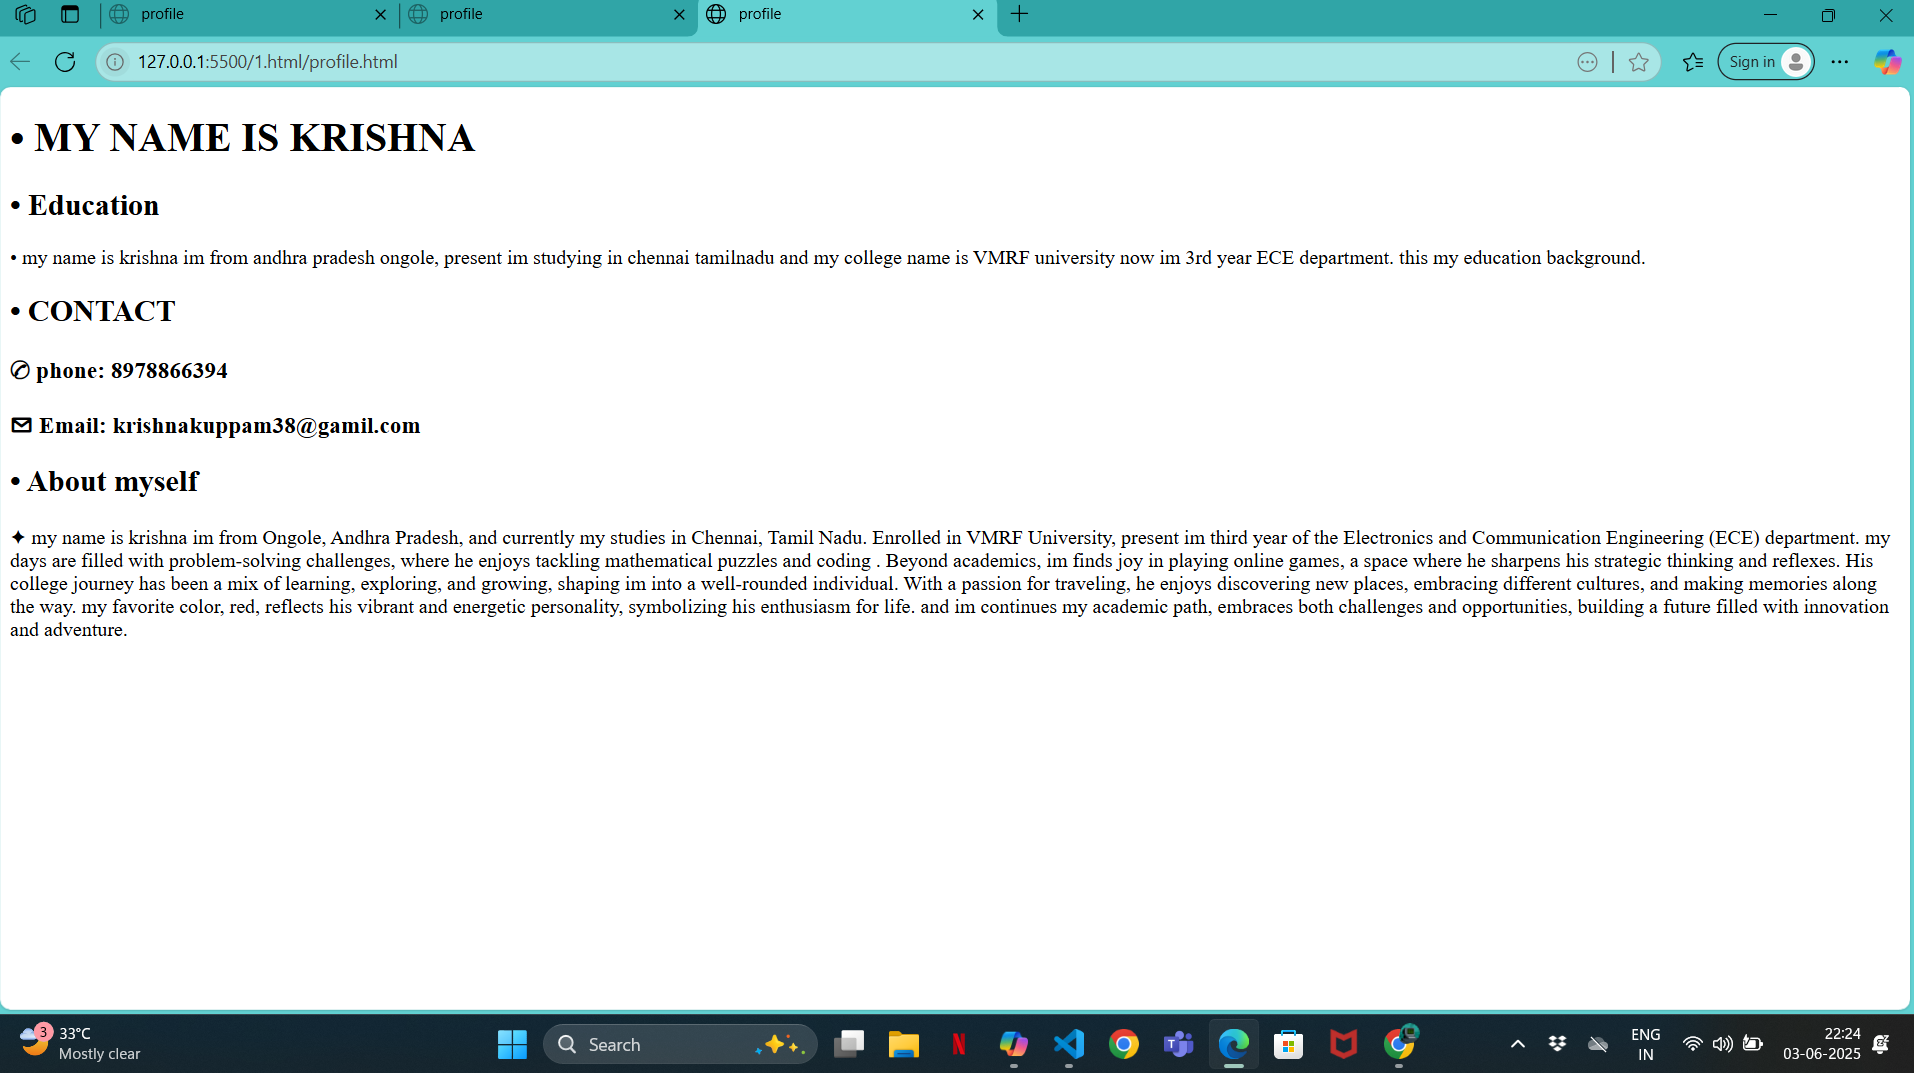 profile
profile
profile
127.0.0.1:5500/1.html/profile.html
Sign in
• MY NAME IS KRISHNA
• Education
• my name is krishna im from andhra pradesh ongole, present im studying in chennai tamilnadu and my college name is VMRF university now im 3rd year ECE department. this my education background.
• CONTACT
✆ phone: 8978866394
🖂 Email: krishnakuppam38@gamil.com
• About myself
✦ my name is krishna im from Ongole, Andhra Pradesh, and currently my studies in Chennai, Tamil Nadu. Enrolled in VMRF University, present im third year of the Electronics and Communication Engineering (ECE) department. my
days are filled with problem-solving challenges, where he enjoys tackling mathematical puzzles and coding . Beyond academics, im finds joy in playing online games, a space where he sharpens his strategic thinking and reflexes. His
college journey has been a mix of learning, exploring, and growing, shaping im into a well-rounded individual. With a passion for traveling, he enjoys discovering new places, embracing different cultures, and making memories along
the way. my favorite color, red, reflects his vibrant and energetic personality, symbolizing his enthusiasm for life. and im continues my academic path, embraces both challenges and opportunities, building a future filled with innovation
and adventure.
3
33°C
Mostly clear
Search
ENG
IN
22:24
03-06-2025